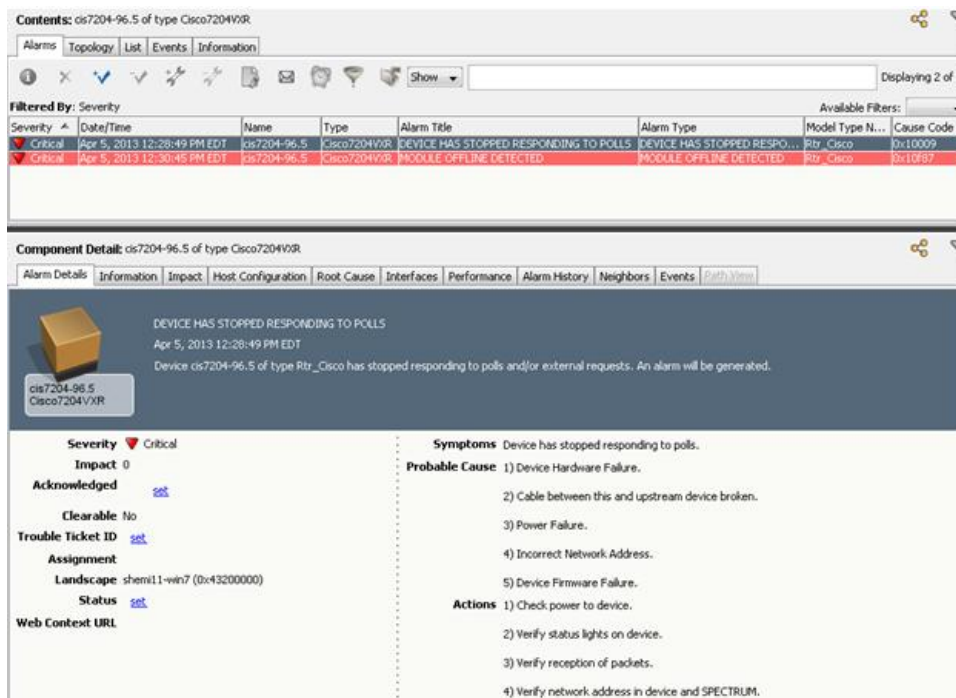 Contents: cis7204-96.5 of type Cisco7204VXR
Alarms Topology List Events Information
Show Displaying 2 of
Filtered By: Severity Available Filters:
Severity Date/Time Name Type Alarm Title Alarm Type Model Type N... Cause Code
Critical Apr 5, 2013 12:28:49 PM EDT cis7204-96.5 Cisco7204VXR DEVICE HAS STOPPED RESPONDING TO POLLS DEVICE HAS STOPPED RESPO... Rtr_Cisco 0x10009
Critical Apr 5, 2013 12:30:45 PM EDT cis7204-96.5 Cisco7204VXR MODULE OFFLINE DETECTED MODULE OFFLINE DETECTED Rtr_Cisco 0x10f87
Component Detail: cis7204-96.5 of type Cisco7204VXR
Alarm Details Information Impact Host Configuration Root Cause Interfaces Performance Alarm History Neighbors Events Path View
DEVICE HAS STOPPED RESPONDING TO POLLS
Apr 5, 2013 12:28:49 PM EDT
Device cis7204-96.5 of type Rtr_Cisco has stopped responding to polls and/or external requests. An alarm will be generated.
cis7204-96.5
Cisco7204VXR
Severity Critical
Impact 0
Acknowledged set
Clearable No
Trouble Ticket ID set
Assignment
Landscape shemi11-win7 (0x43200000)
Status set
Web Context URL
Symptoms Device has stopped responding to polls.
Probable Cause 1) Device Hardware Failure.
2) Cable between this and upstream device broken.
3) Power Failure.
4) Incorrect Network Address.
5) Device Firmware Failure.
Actions 1) Check power to device.
2) Verify status lights on device.
3) Verify reception of packets.
4) Verify network address in device and SPECTRUM.